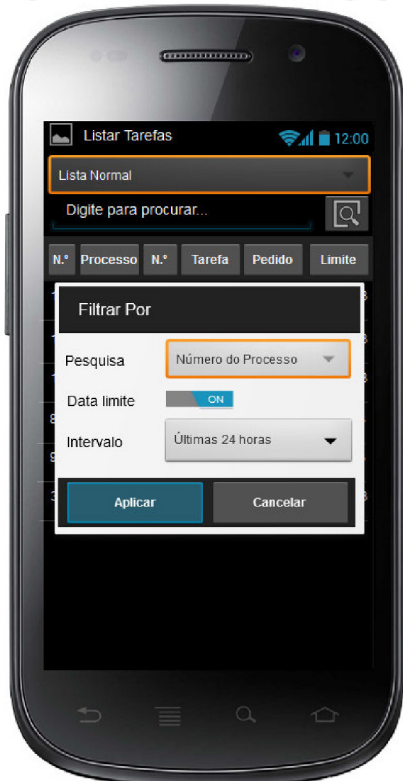 Listar Tarefas 12:00
Lista Normal
Digite para procurar...
N.º Processo N.º Tarefa Pedido Limite
Filtrar Por
Pesquisa Número do Processo
Data limite ON
Intervalo Últimas 24 horas
Aplicar Cancelar